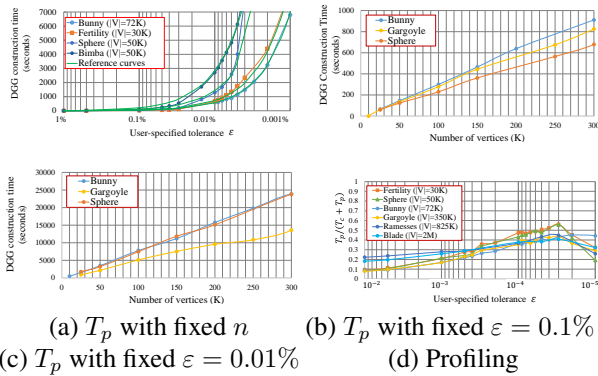 DGG construction time
(seconds)
7000
6000
5000
4000
3000
2000
1000
0
Bunny (|V|=72K)
Fertility (|V|=30K)
Sphere (|V|=50K)
Bimba (|V|=50K)
Reference curves
1%
0.1%
0.01%
0.001%
User-specified tolerance ε
DGG Construction Time
(seconds)
1000
800
600
400
200
0
Bunny
Gargoyle
Sphere
0
50
100
150
200
250
300
Number of vertices (K)
DGG construction time
(seconds)
30000
25000
20000
15000
10000
5000
0
Bunny
Gargoyle
Sphere
0
50
100
150
200
250
300
Number of vertices (K)
T_p/(T_c + T_p)
1
0.9
0.8
0.7
0.6
0.5
0.4
0.3
0.2
0.1
0
Fertility (|V|=30K)
Sphere (|V|=50K)
Bunny (|V|=72K)
Gargoyle (|V|=350K)
Ramesses (|V|=825K)
Blade (|V|=2M)
10⁻²
10⁻³
10⁻⁴
10⁻⁵
User-specified tolerance ε
(a) T_p with fixed n
(b) T_p with fixed ε = 0.1%
(c) T_p with fixed ε = 0.01%
(d) Profiling